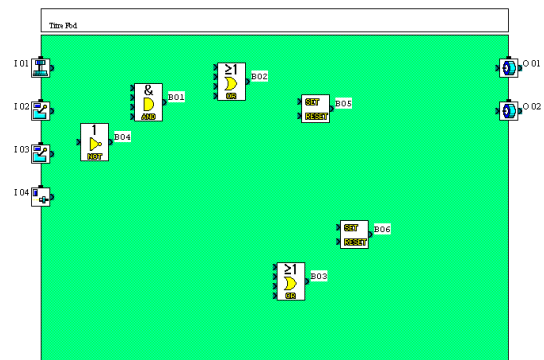 Titre Fbd
I 01
I 02
I 03
I 04
1
NOT
B04
&
AND
B01
≥1
OR
B02
SET
RESET
B05
SET
RESET
B06
≥1
OR
B03
O 01
O 02